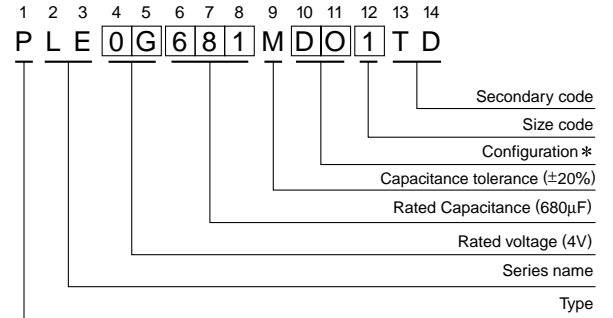 1 2 3 4 5 6 7 8 9 10 11 12 13 14
P L E 0 G 6 8 1 M D O 1 T D
Secondary code
Size code
Configuration＊
Capacitance tolerance (±20%)
Rated Capacitance (680μF)
Rated voltage (4V)
Series name
Type